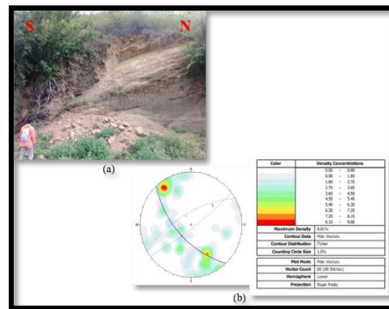 S N
(a)
Color Density Concentrations
0.00 - 0.90
0.90 - 1.80
1.80 - 2.70
2.70 - 3.60
3.60 - 4.50
4.50 - 5.40
5.40 - 6.30
6.30 - 7.20
7.20 - 8.10
8.10 - 9.00
Maximum Density
Contour Data Pole Vectors
Contour Distribution Fisher
Counting Circle Size 1.0%
Plot Mode Pole Vectors
Vector Count
Hemisphere Lower
Projection Equal Angle
(b)